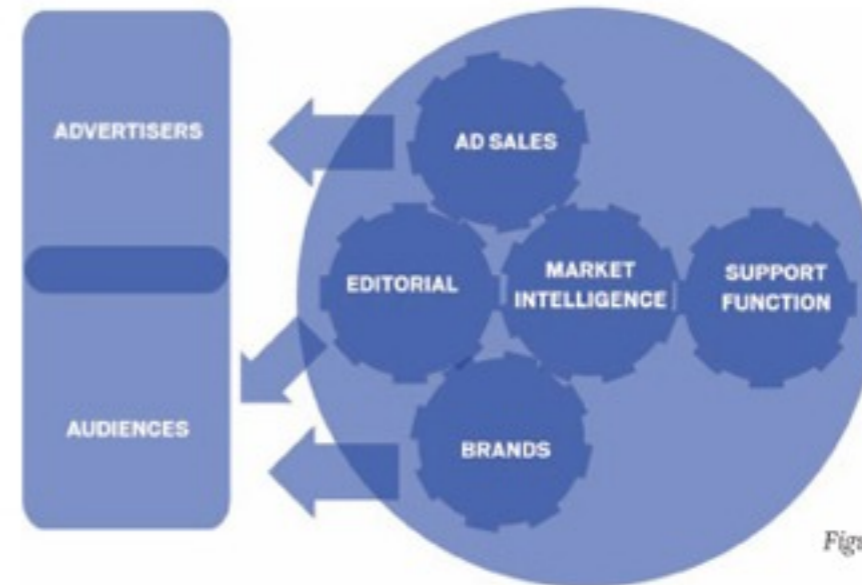 ADVERTISERS
AUDIENCES
AD SALES
EDITORIAL
MARKET
INTELLIGENCE
SUPPORT
FUNCTION
BRANDS